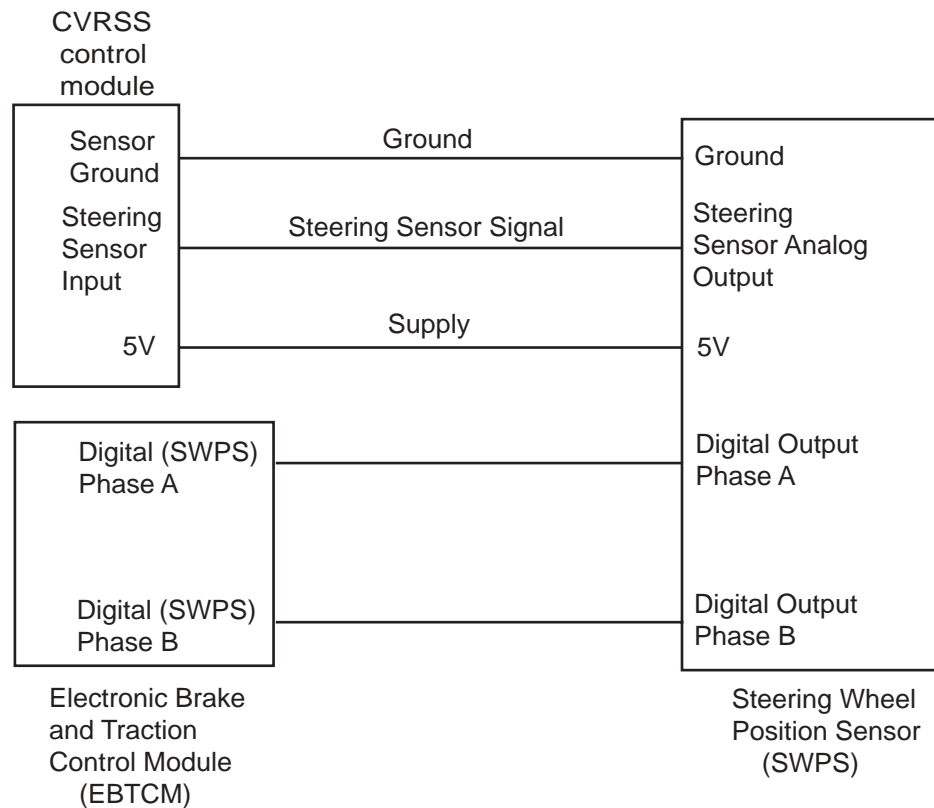 CVRSS
control
module
Sensor
Ground
Steering
Sensor
Input
5V
Ground
Steering Sensor Signal
Supply
Ground
Steering
Sensor Analog
Output
5V
Digital Output
Phase A
Digital Output
Phase B
Digital (SWPS)
Phase A
Digital (SWPS)
Phase B
Electronic Brake
and Traction
Control Module
(EBTCM)
Steering Wheel
Position Sensor
(SWPS)